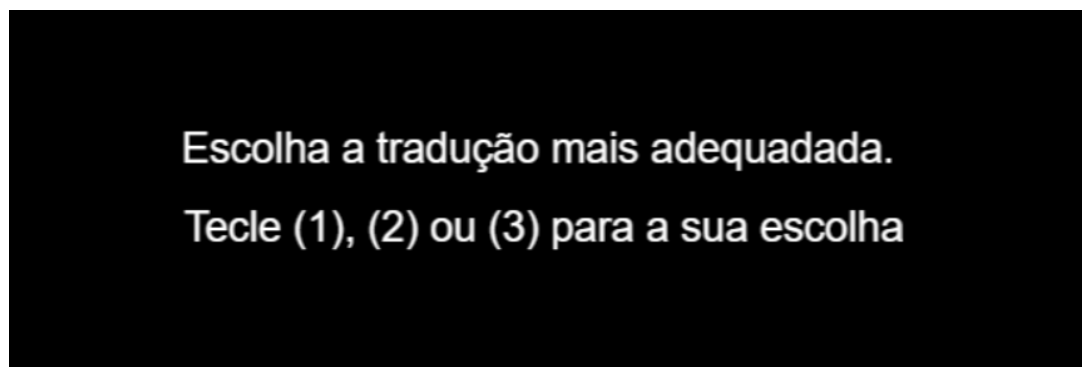 Escolha a tradução mais adequadada.
Tecle (1), (2) ou (3) para a sua escolha